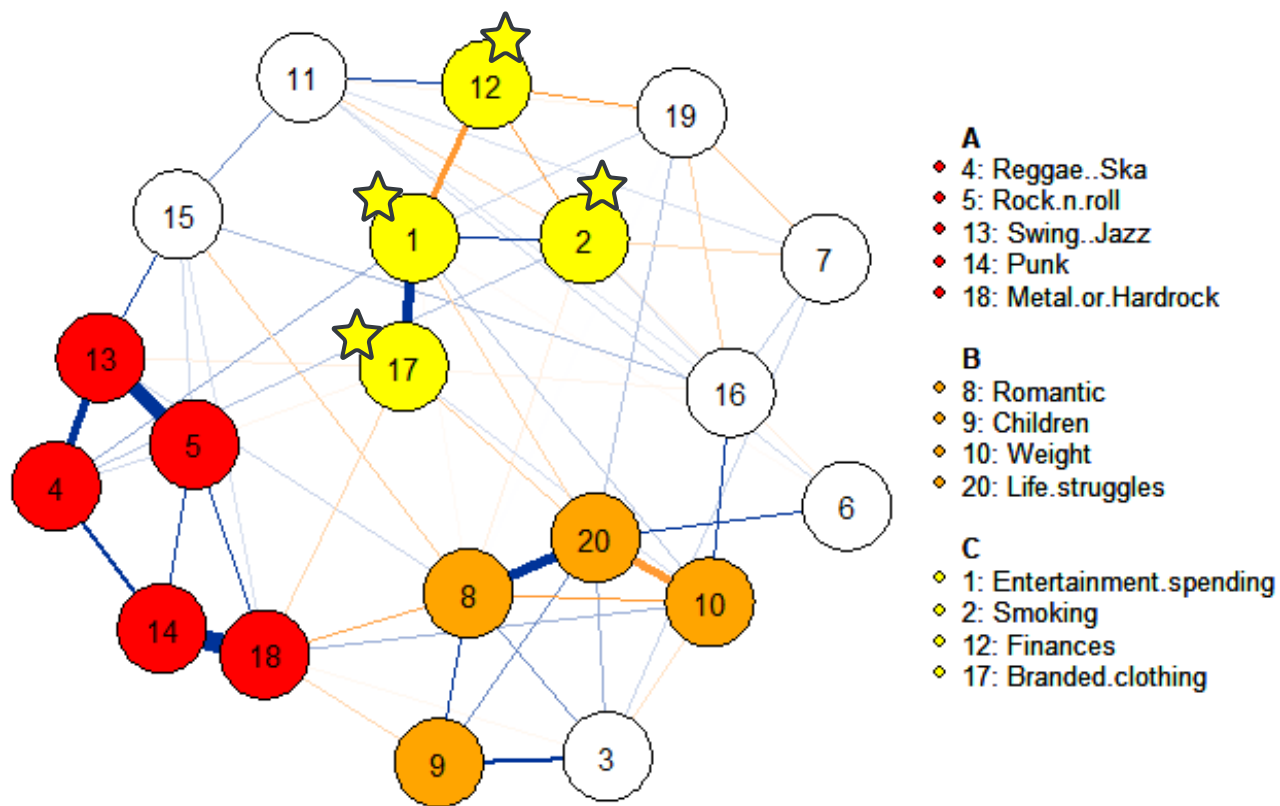 11
12
19
15
1
2
7
13
17
16
5
4
6
20
8
10
14
18
9
3
A
4: Reggae..Ska
5: Rock.n.roll
13: Swing..Jazz
14: Punk
18: Metal.or.Hardrock
B
8: Romantic
9: Children
10: Weight
20: Life.struggles
C
1: Entertainment.spending
2: Smoking
12: Finances
17: Branded.clothing